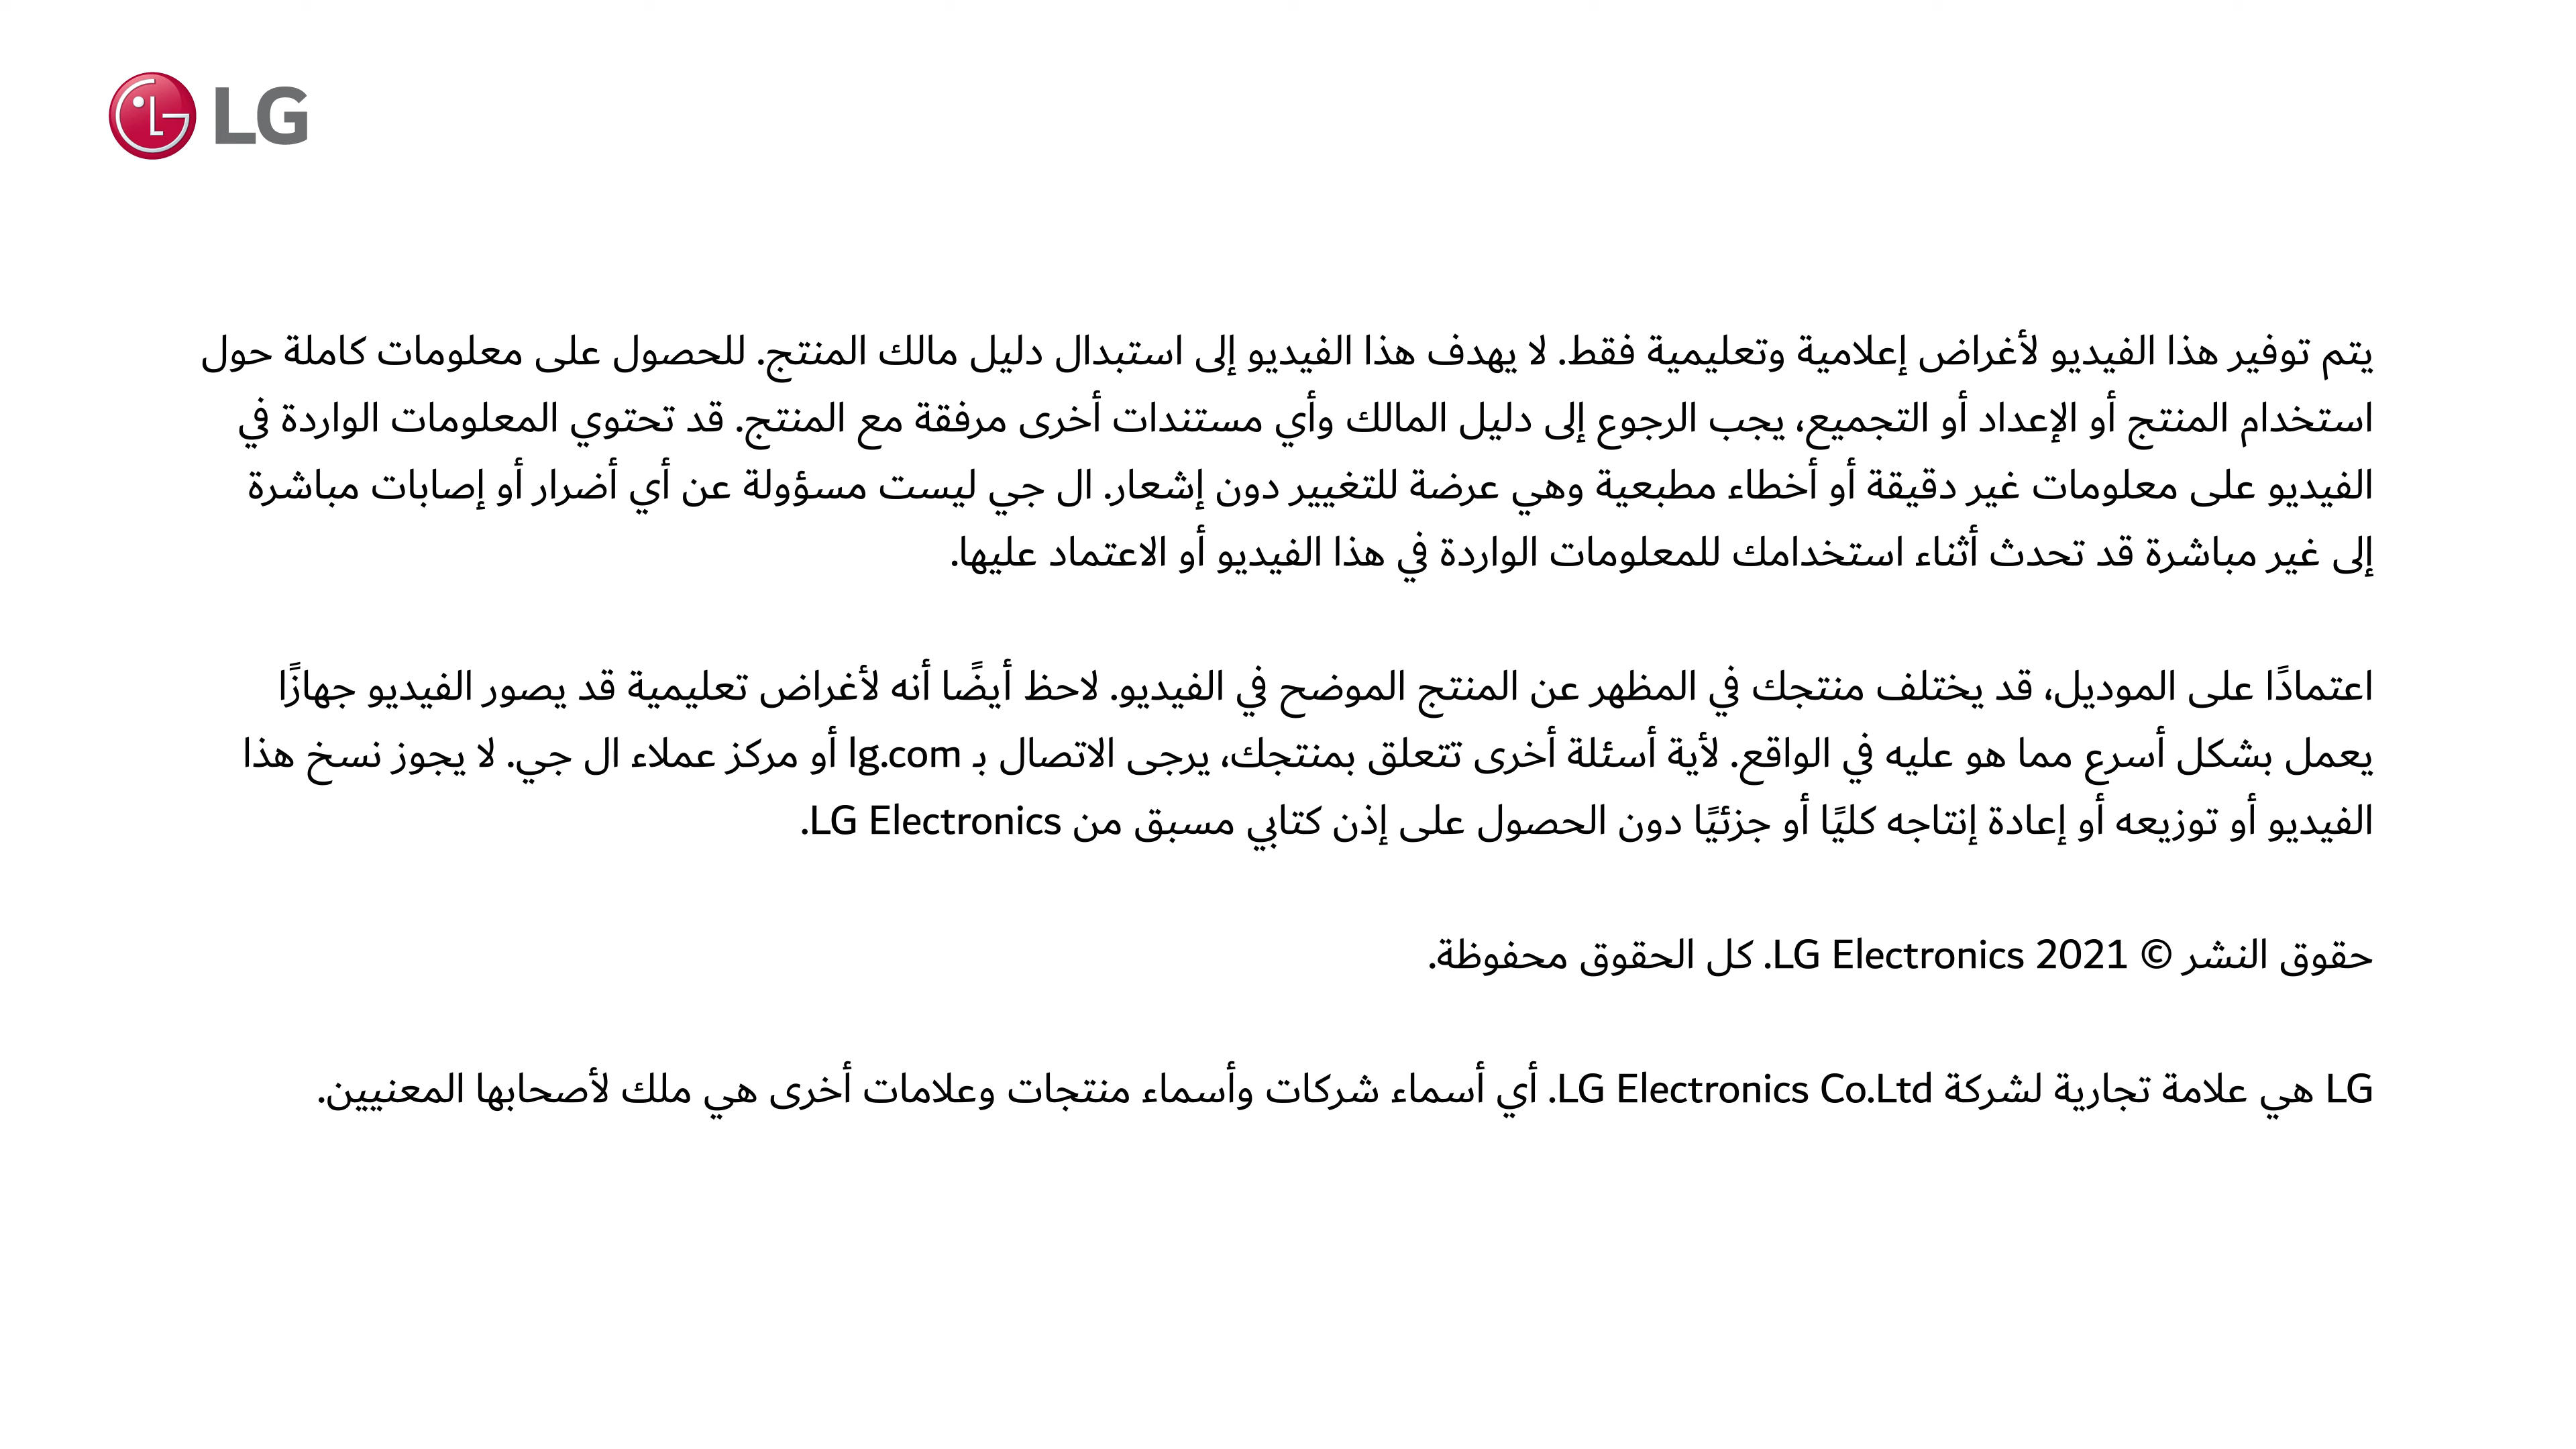 LG
يتم توفير هذا الفيديو لأغراض إعلامية وتعليمية فقط. لا يهدف هذا الفيديو إلى استبدال دليل مالك المنتج. للحصول على معلومات كاملة حول
استخدام المنتج أو الإعداد أو التجميع، يجب الرجوع إلى دليل المالك وأي مستندات أخرى مرفقة مع المنتج. قد تحتوي المعلومات الواردة في
الفيديو على معلومات غير دقيقة أو أخطاء مطبعية وهي عرضة للتغيير دون إشعار. ال جي ليست مسؤولة عن أي أضرار أو إصابات مباشرة
إلى غير مباشرة قد تحدث أثناء استخدامك للمعلومات الواردة في هذا الفيديو أو الاعتماد عليها.
اعتمادًا على الموديل، قد يختلف منتجك في المظهر عن المنتج الموضح في الفيديو. لاحظ أيضًا أنه لأغراض تعليمية قد يصور الفيديو جهازًا
يعمل بشكل أسرع مما هو عليه في الواقع. لأية أسئلة أخرى تتعلق بمنتجك، يرجى الاتصال بـ lg.com أو مركز عملاء ال جي. لا يجوز نسخ هذا
الفيديو أو توزيعه أو إعادة إنتاجه كليًا أو جزئيًا دون الحصول على إذن كتابي مسبق من LG Electronics.
حقوق النشر © 2021 LG Electronics. كل الحقوق محفوظة.
LG هي علامة تجارية لشركة LG Electronics Co.Ltd. أي أسماء شركات وأسماء منتجات وعلامات أخرى هي ملك لأصحابها المعنيين.